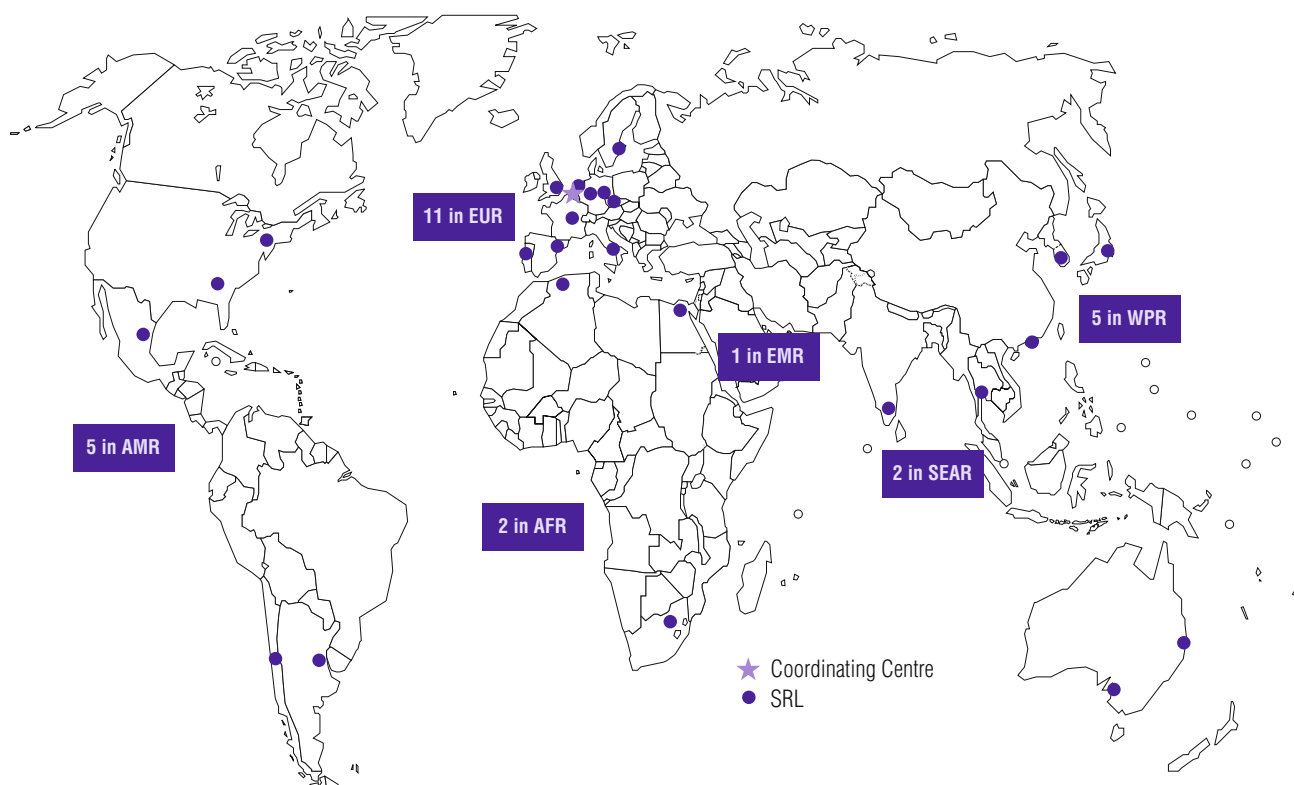 11 in EUR
5 in WPR
1 in EMR
5 in AMR
2 in SEAR
2 in AFR
Coordinating Centre
SRL